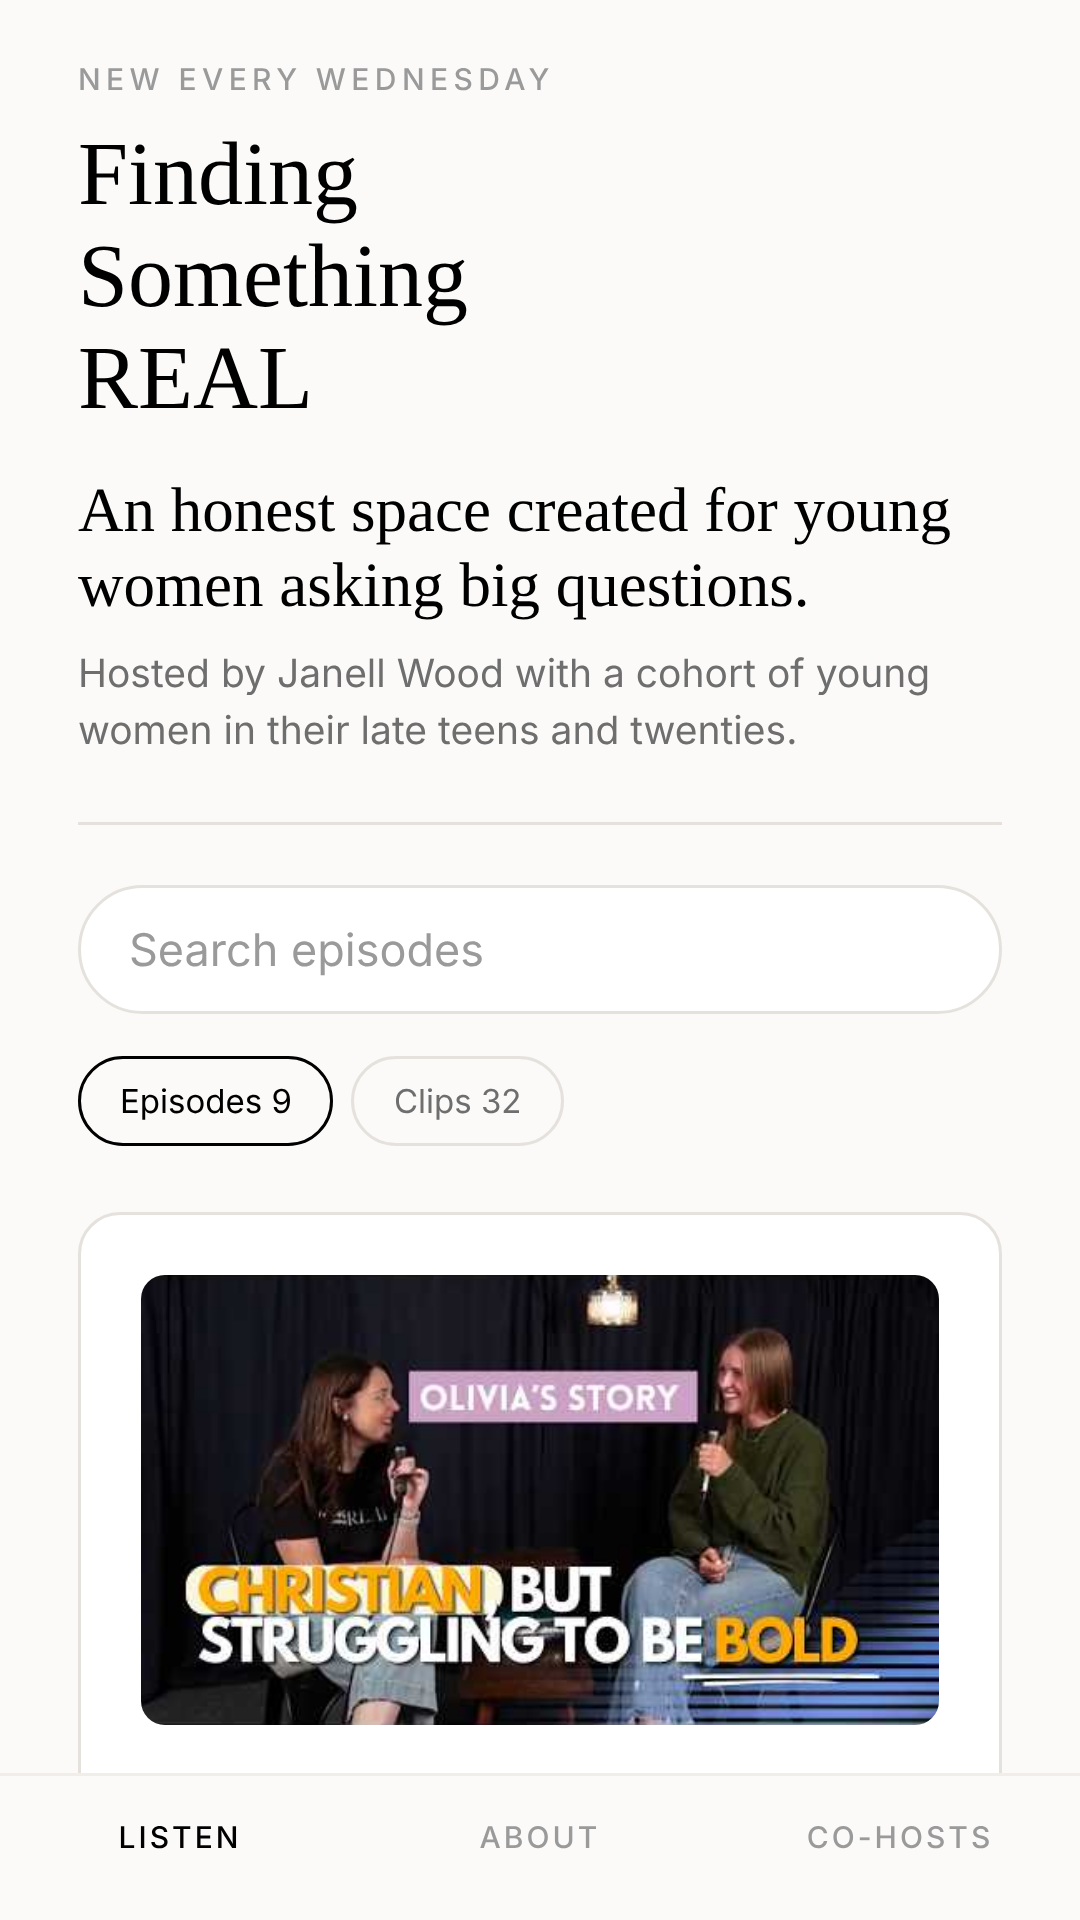 NEW EVERY WEDNESDAY
Finding
Something
REAL
An honest space created for young
women asking big questions.
Hosted by Janell Wood with a cohort of young
women in their late teens and twenties.
Search episodes
Episodes 9
Clips 32
OLIVIA'S STORY
CHRISTIAN, BUT
STRUGGLING TO BE BOLD
LISTEN
ABOUT
CO-HOSTS